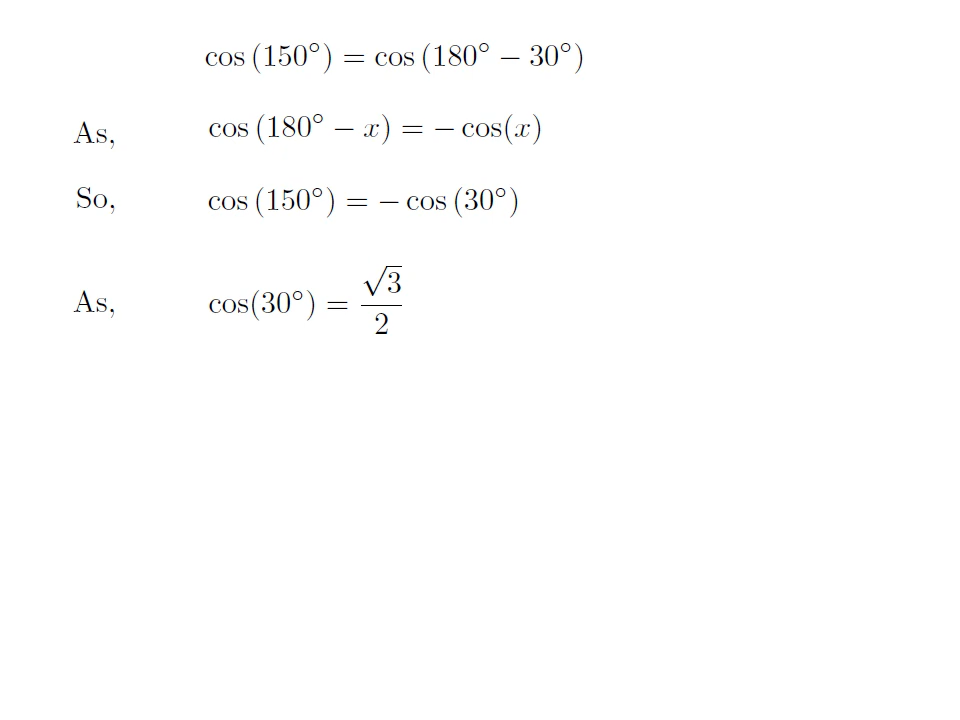 cos (150°) = cos (180° − 30°)
As, cos (180° − x) = − cos(x)
So, cos (150°) = − cos (30°)
As, cos(30°) = √3/2